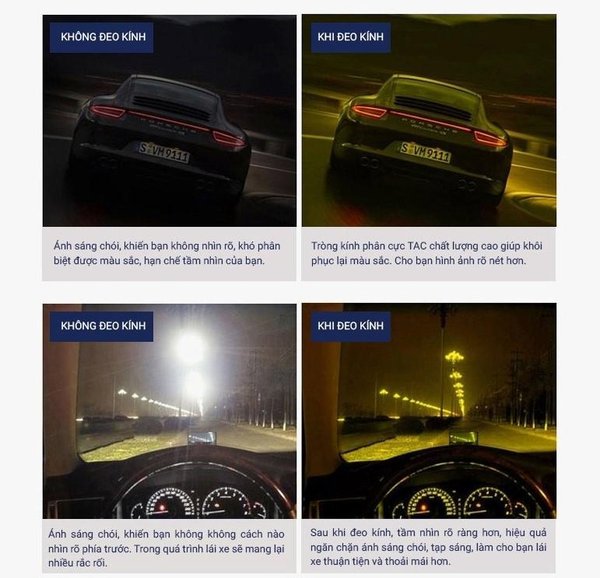 KHÔNG ĐEO KÍNH
KHI ĐEO KÍNH
PORSCHE
S VM9111
PORSCHE
S VM9111
Ánh sáng chói, khiến bạn không nhìn rõ, khó phân
biệt được màu sắc, hạn chế tầm nhìn của bạn.
Tròng kính phân cực TAC chất lượng cao giúp khôi
phục lại màu sắc. Cho bạn hình ảnh rõ nét hơn.
KHÔNG ĐEO KÍNH
KHI ĐEO KÍNH
Ánh sáng chói, khiến bạn không không cách nào
nhìn rõ phía trước. Trong quá trình lái xe sẽ mang lại
nhiều rắc rối.
Sau khi đeo kính, tầm nhìn rõ ràng hơn, hiệu quả
ngăn chặn ánh sáng chói, tạp sáng, làm cho bạn lái
xe thuận tiện và thoải mái hơn.